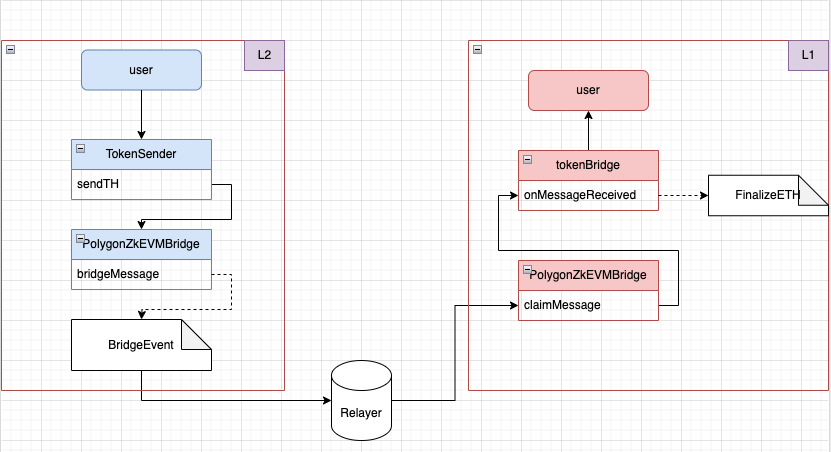 L2
user
TokenSender
sendTH
PolygonZkEVMBridge
bridgeMessage
BridgeEvent
Relayer
L1
user
tokenBridge
onMessageReceived
FinalizeETH
PolygonZkEVMBridge
claimMessage